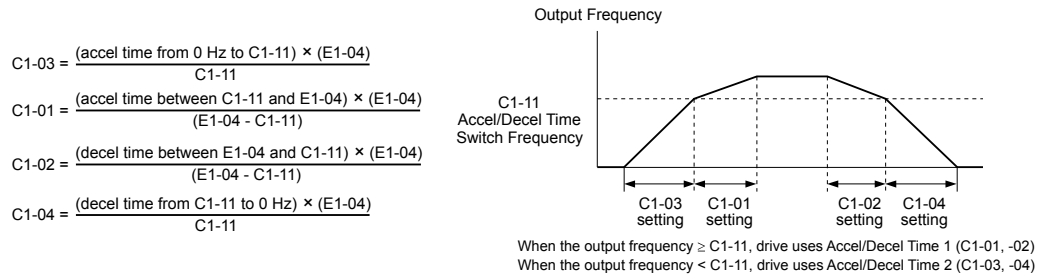 C1-03 = (accel time from 0 Hz to C1-11) × (E1-04)
C1-11
C1-01 = (accel time between C1-11 and E1-04) × (E1-04)
(E1-04 - C1-11)
C1-02 = (decel time between E1-04 and C1-11) × (E1-04)
(E1-04 - C1-11)
C1-04 = (decel time from C1-11 to 0 Hz) × (E1-04)
C1-11
Output Frequency
C1-11
Accel/Decel Time
Switch Frequency
C1-03 setting
C1-01 setting
C1-02 setting
C1-04 setting
When the output frequency ≥ C1-11, drive uses Accel/Decel Time 1 (C1-01, -02)
When the output frequency < C1-11, drive uses Accel/Decel Time 2 (C1-03, -04)